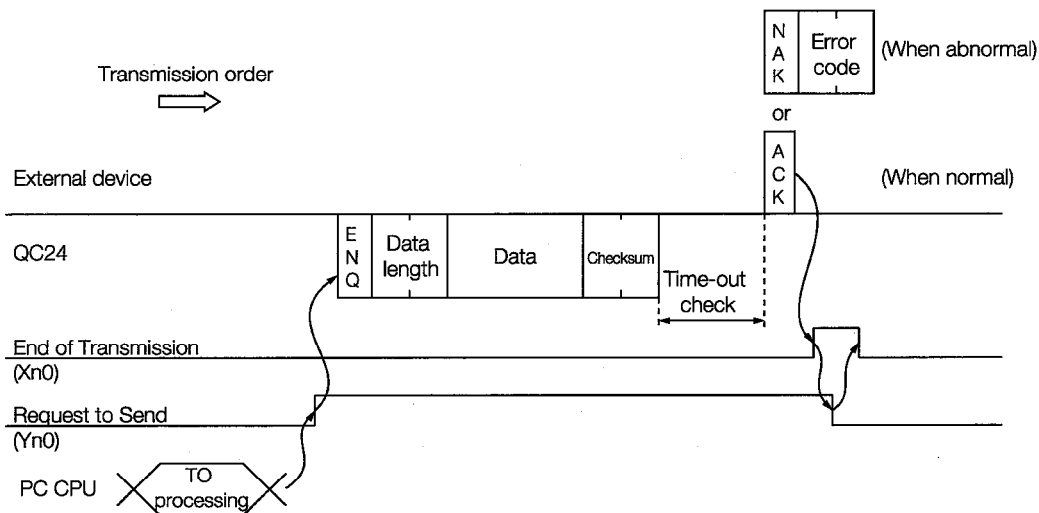 N
A
K
Error
code
(When abnormal)
Transmission order
or
A
C
K
External device
(When normal)
QC24
E
N
Q
Data
length
Data
Checksum
Time-out
check
End of Transmission
(Xn0)
Request to Send
(Yn0)
PC CPU
TO
processing